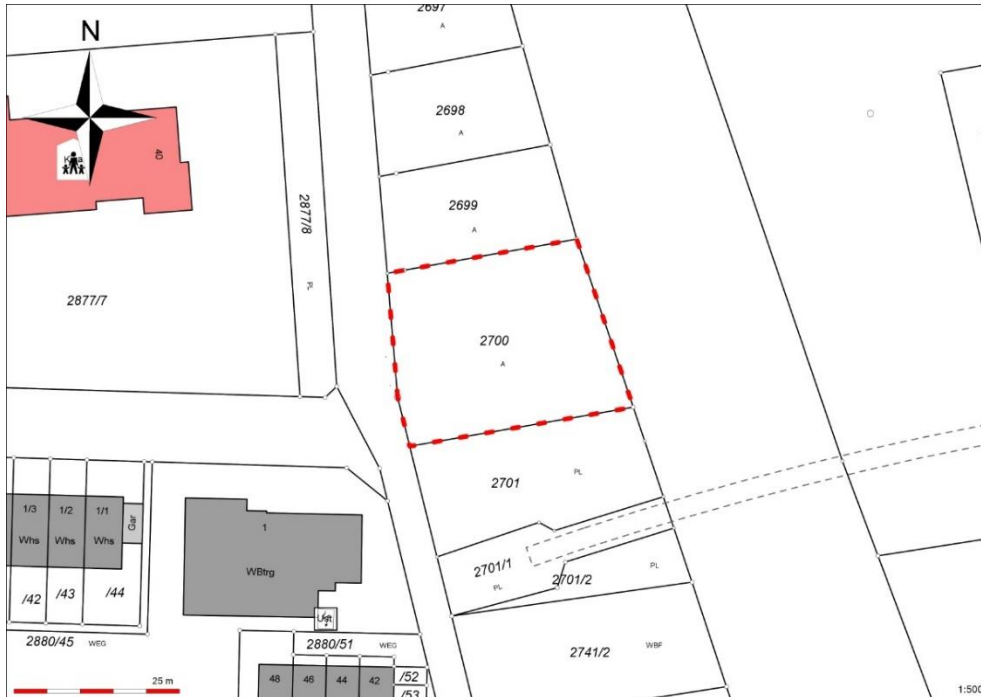 2697
A
N
2698
A
40
2699
A
2877/8
PL
2877/7
2700
A
2701
PL
1/3
1/2
1/1
Gar
Whs
Whs
Whs
1
WBtrg
2701/1
PL
2701/2
PL
/42
/43
/44
2880/45
WEG
2880/51
WEG
2741/2
WBF
48
46
44
42
/52
/53
25 m
1:500